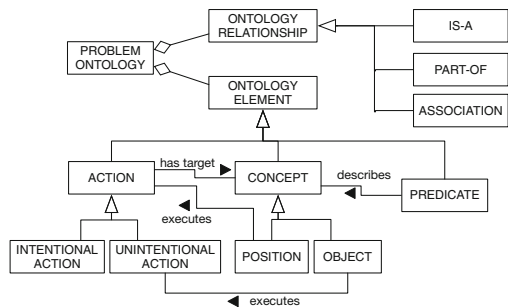 ONTOLOGY
RELATIONSHIP
IS-A
PROBLEM
ONTOLOGY
PART-OF
ONTOLOGY
ELEMENT
ASSOCIATION
has target
describes
ACTION
CONCEPT
PREDICATE
executes
INTENTIONAL
ACTION
UNINTENTIONAL
ACTION
POSITION
OBJECT
executes